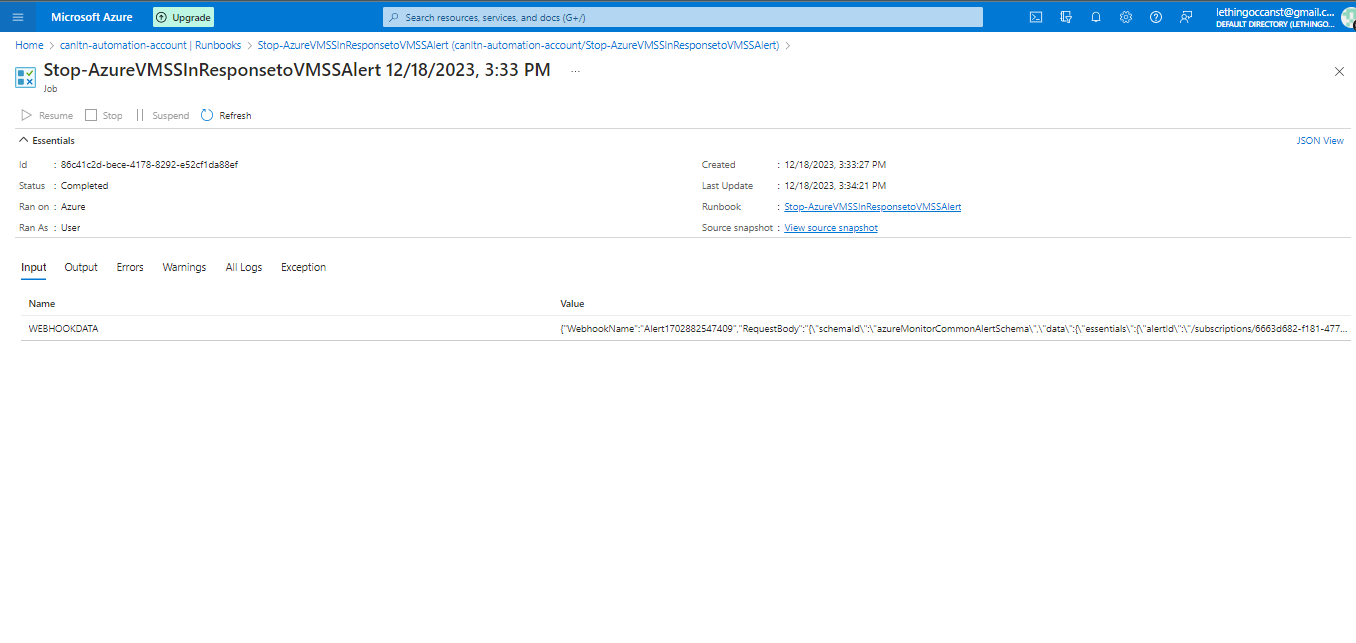 Microsoft Azure
Upgrade
Search resources, services, and docs (G+/)
lethingoccanst@gmail.c...
DEFAULT DIRECTORY (LETHINGO...
Home > canltn-automation-account | Runbooks > Stop-AzureVMSSInResponsetoVMSSAlert (canltn-automation-account/Stop-AzureVMSSInResponsetoVMSSAlert) >
Stop-AzureVMSSInResponsetoVMSSAlert 12/18/2023, 3:33 PM ...
Job
Resume Stop Suspend Refresh
Essentials
JSON View
Id : 86c41c2d-bece-4178-8292-e52cf1da88ef
Created : 12/18/2023, 3:33:27 PM
Status : Completed
Last Update : 12/18/2023, 3:34:21 PM
Ran on : Azure
Runbook : Stop-AzureVMSSInResponsetoVMSSAlert
Ran As : User
Source snapshot : View source snapshot
Input Output Errors Warnings All Logs Exception
Name Value
WEBHOOKDATA {"WebhookName":"Alert1702882547409","RequestBody":"{\"schemaId\":\"azureMonitorCommonAlertSchema\",\"data\":{\"essentials\":{\"alertId\":\"/subscriptions/6663d682-f181-477...